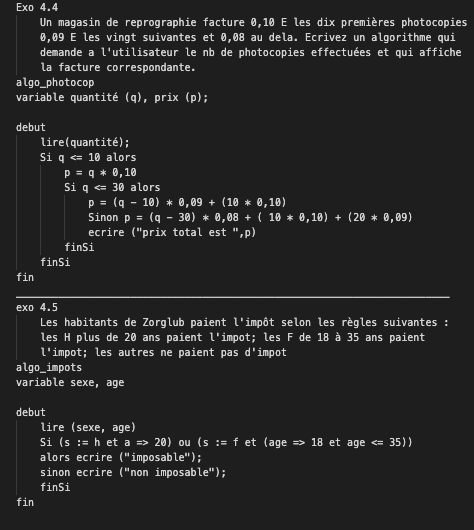 Exo 4.4
Un magasin de reprographie facture 0,10 E les dix premières photocopies
0,09 E les vingt suivantes et 0,08 au dela. Ecrivez un algorithme qui
demande a l'utilisateur le nb de photocopies effectuées et qui affiche
la facture correspondante.
algo_photocop
variable quantité (q), prix (p);
debut
lire(quantité);
Si q <= 10 alors
p = q * 0,10
Si q <= 30 alors
p = (q - 10) * 0,09 + (10 * 0,10)
Sinon p = (q - 30) * 0,08 + ( 10 * 0,10) + (20 * 0,09)
ecrire ("prix total est ",p)
finSi
finSi
fin
exo 4.5
Les habitants de Zorglub paient l'impôt selon les règles suivantes :
les H plus de 20 ans paient l'impot; les F de 18 à 35 ans paient
l'impot; les autres ne paient pas d'impot
algo_impots
variable sexe, age
debut
lire (sexe, age)
Si (s := h et a => 20) ou (s := f et (age => 18 et age <= 35))
alors ecrire ("imposable");
sinon ecrire ("non imposable");
finSi
fin